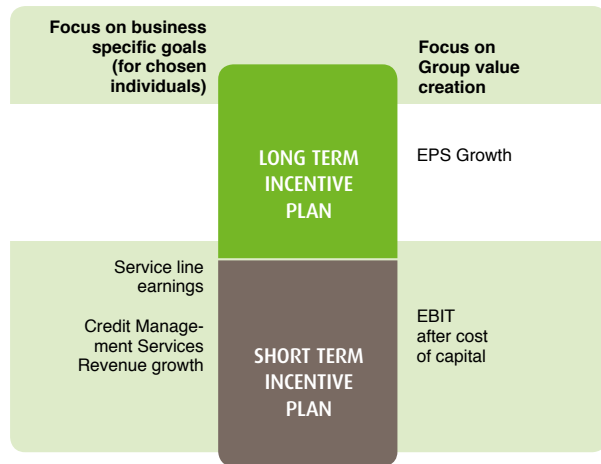 Focus on business
specific goals
(for chosen
individuals)
Focus on
Group value
creation
LONG TERM
INCENTIVE
PLAN
EPS Growth
Service line
earnings
Credit Manage-
ment Services
Revenue growth
SHORT TERM
INCENTIVE
PLAN
EBIT
after cost
of capital